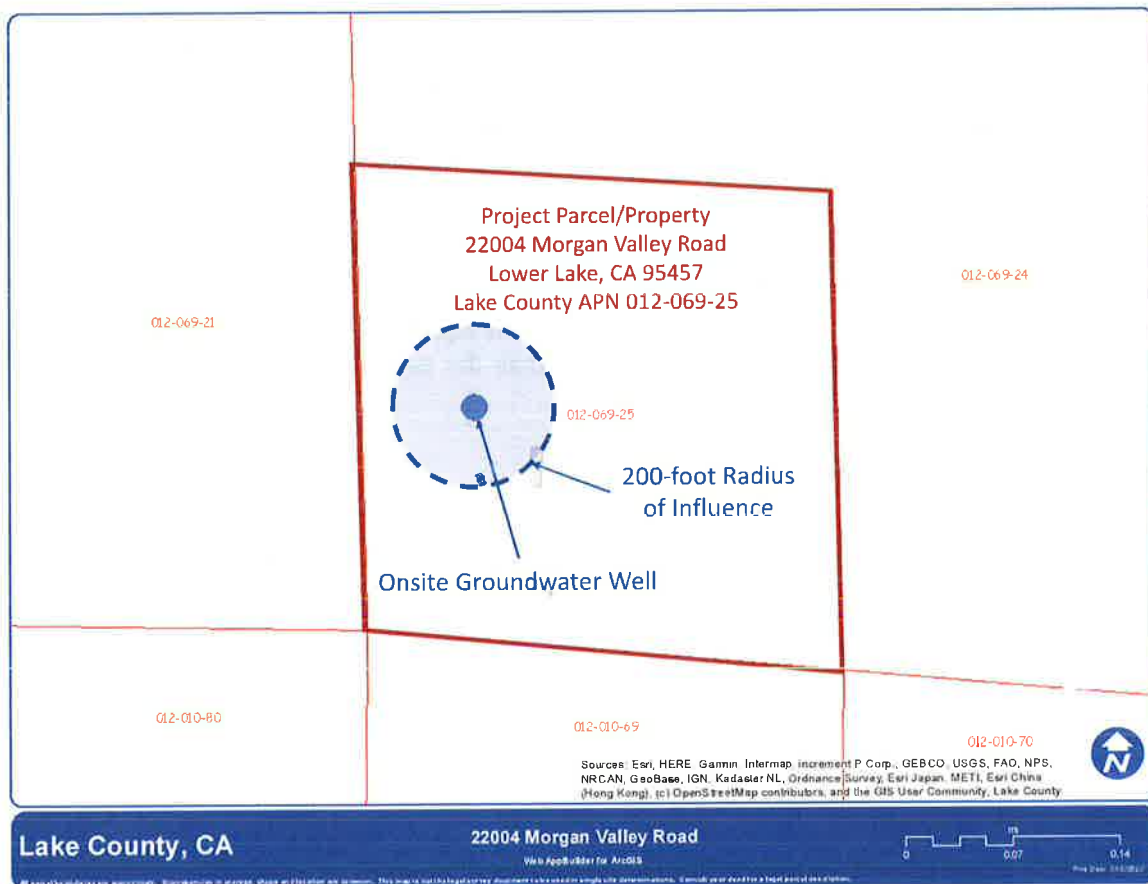 Project Parcel/Property
22004 Morgan Valley Road
Lower Lake, CA 95457
Lake County APN 012-069-25
012-069-24
012-069-21
012-069-25
200-foot Radius
of Influence
Onsite Groundwater Well
012-010-80
012-010-69
012-010-70
Sources: Esri, HERE, Garmin, Intermap, increment P Corp., GEBCO, USGS, FAO, NPS,
NRCAN, GeoBase, IGN, Kadaster NL, Ordnance Survey, Esri Japan, METI, Esri China
(Hong Kong), (c) OpenStreetMap contributors, and the GIS User Community, Lake County
Lake County, CA
22004 Morgan Valley Road
Web AppBuilder for ArcGIS
mi
0 0.07 0.14